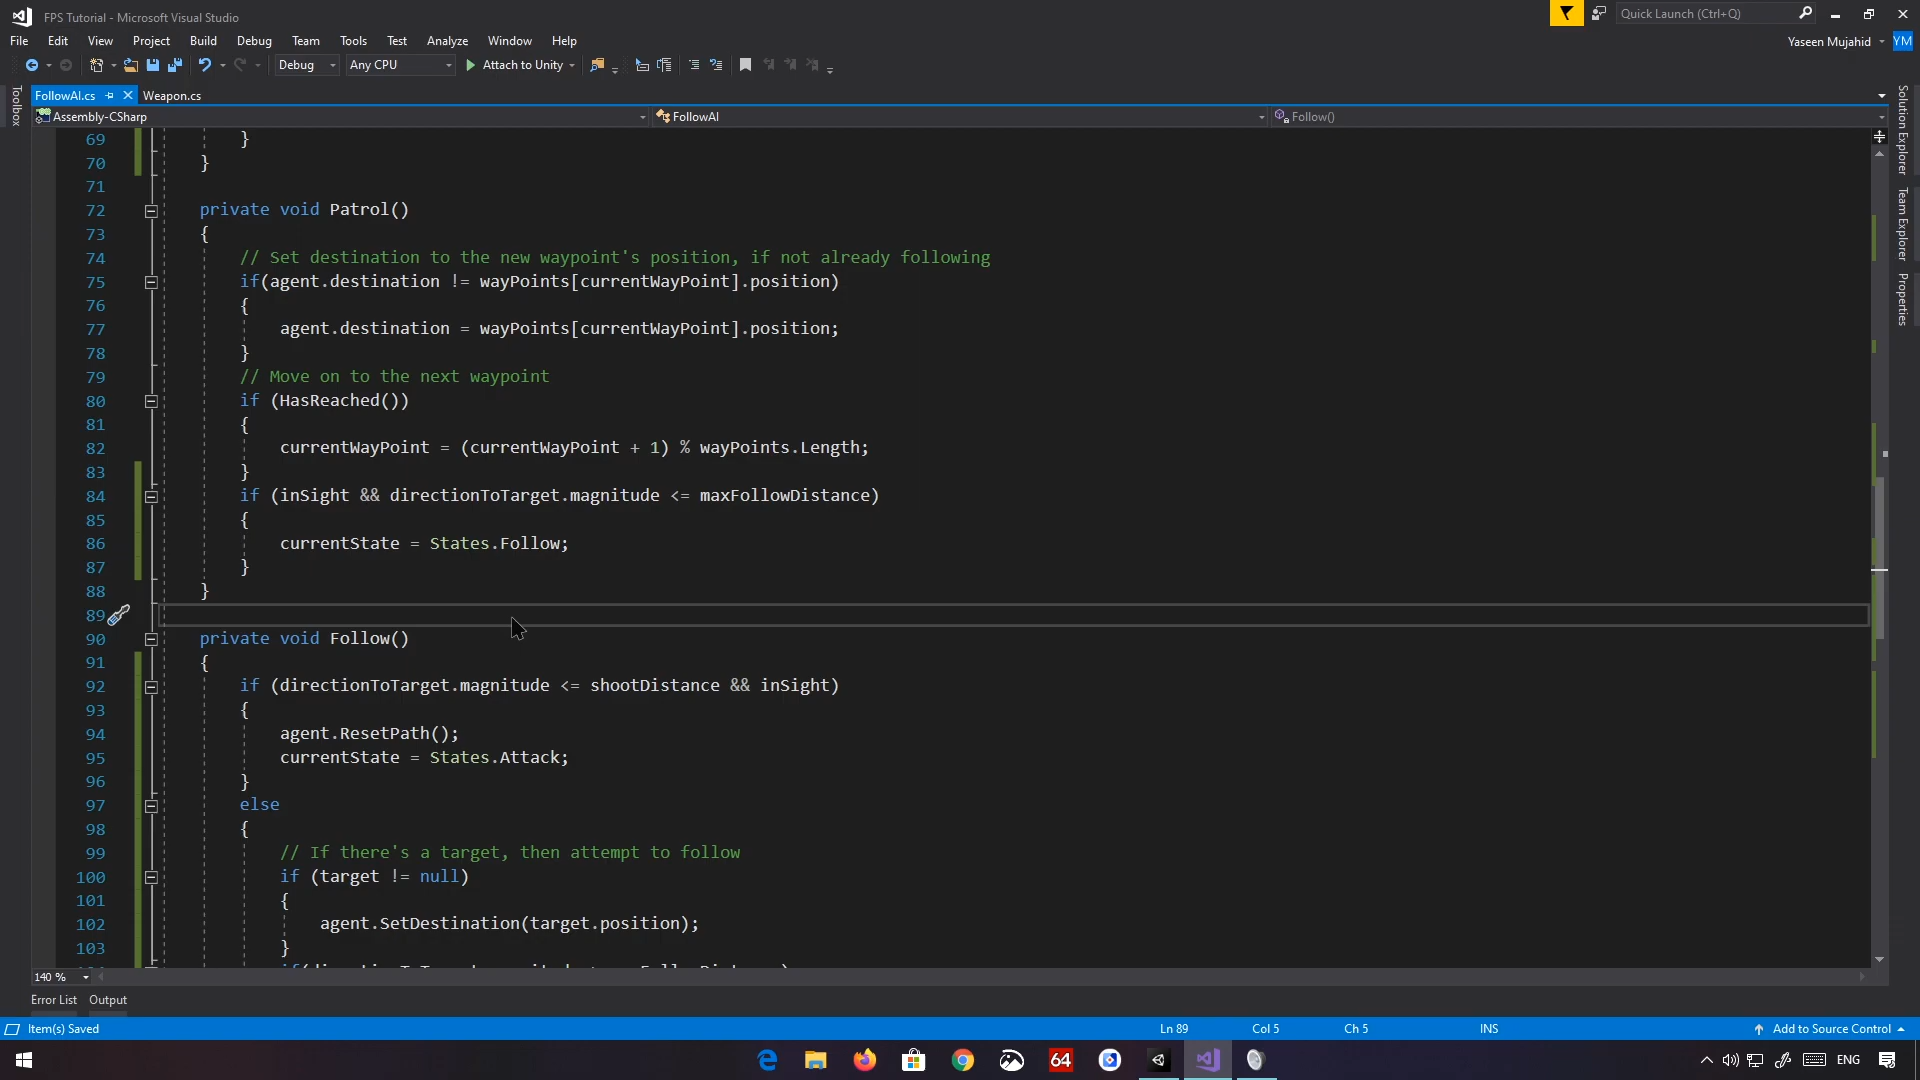 FPS Tutorial - Microsoft Visual Studio
Quick Launch (Ctrl+Q)
File Edit View Project Build Debug Team Tools Test Analyze Window Help
Yaseen Mujahid YM
Debug Any CPU Attach to Unity
FollowAI.cs Weapon.cs
Toolbox
Assembly-CSharp FollowAI Follow()
Solution Explorer
Team Explorer
Properties
69 }
70 }
71
72 private void Patrol()
73 {
74 // Set destination to the new waypoint's position, if not already following
75 if(agent.destination != wayPoints[currentWayPoint].position)
76 {
77 agent.destination = wayPoints[currentWayPoint].position;
78 }
79 // Move on to the next waypoint
80 if (HasReached())
81 {
82 currentWayPoint = (currentWayPoint + 1) % wayPoints.Length;
83 }
84 if (inSight && directionToTarget.magnitude <= maxFollowDistance)
85 {
86 currentState = States.Follow;
87 }
88 }
89
90 private void Follow()
91 {
92 if (directionToTarget.magnitude <= shootDistance && inSight)
93 {
94 agent.ResetPath();
95 currentState = States.Attack;
96 }
97 else
98 {
99 // If there's a target, then attempt to follow
100 if (target != null)
101 {
102 agent.SetDestination(target.position);
103 }
140 %
Error List Output
Item(s) Saved Ln 89 Col 5 Ch 5 INS Add to Source Control
64 ENG